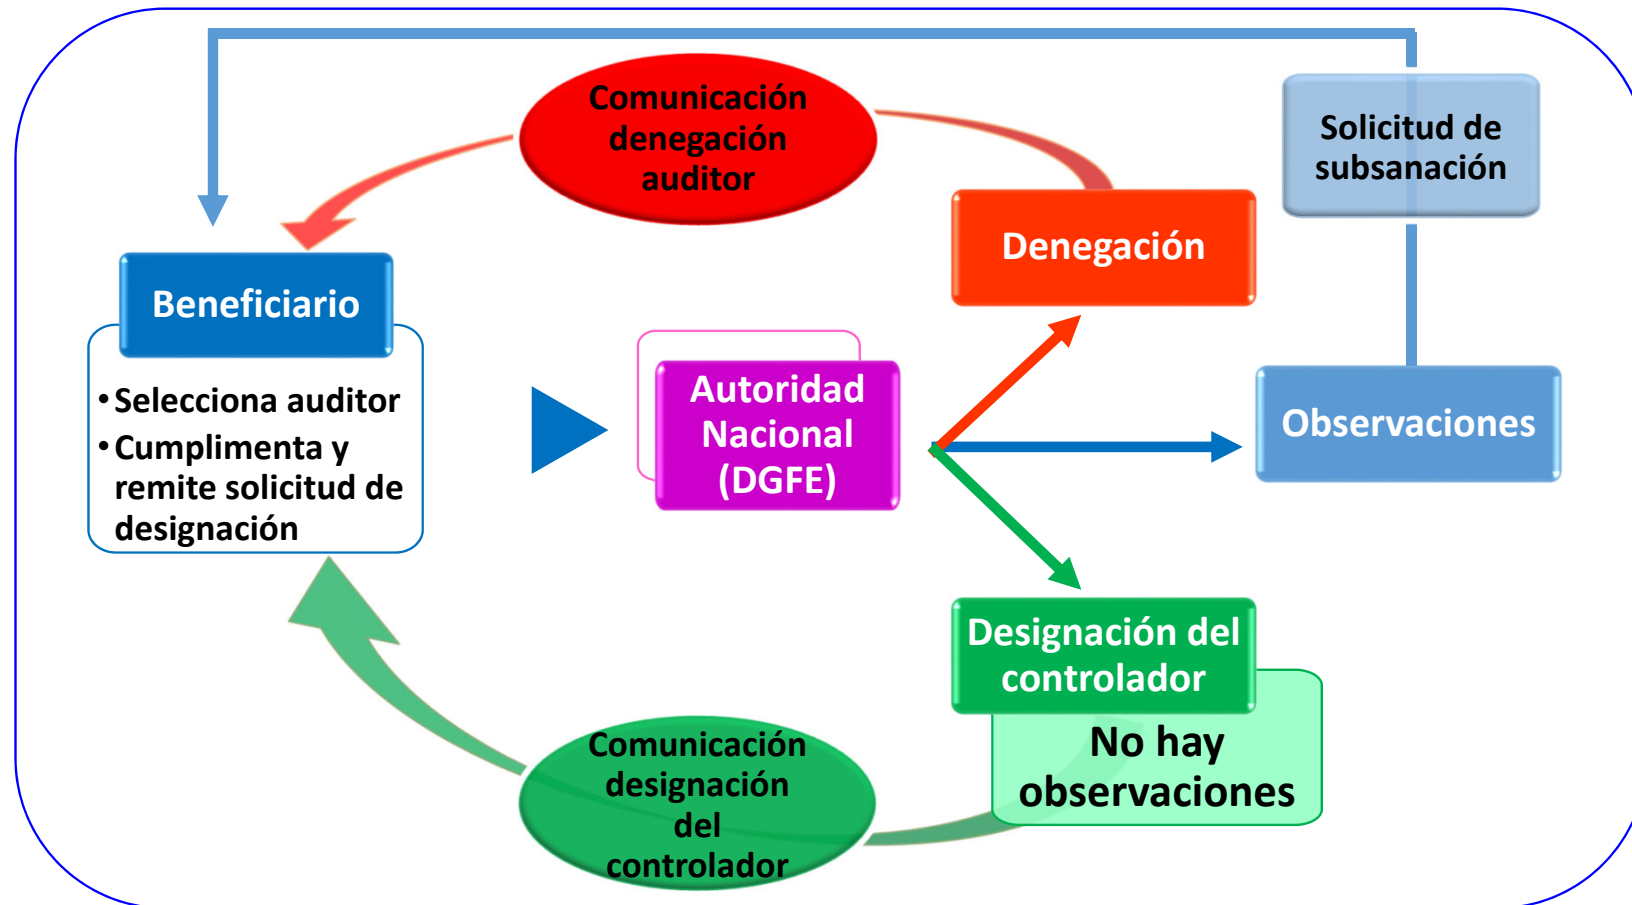 Comunicación
denegación
auditor
Solicitud de
subsanación
Denegación
Beneficiario
• Selecciona auditor
• Cumplimenta y
remite solicitud de
designación
Autoridad
Nacional
(DGFE)
Observaciones
Designación del
controlador
No hay
observaciones
Comunicación
designación
del
controlador